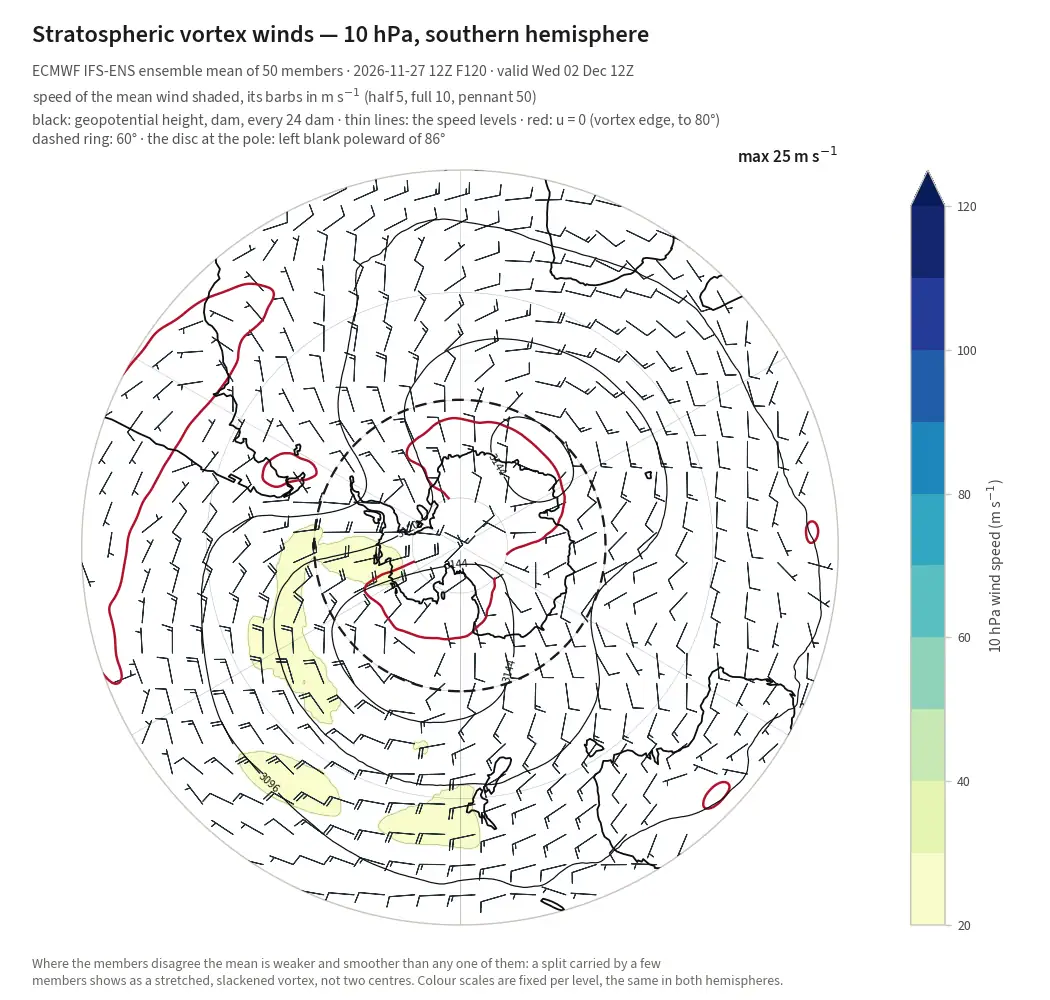 Stratospheric vortex winds — 10 hPa, southern hemisphere
ECMWF IFS-ENS ensemble mean of 50 members · 2026-11-27 12Z F120 · valid Wed 02 Dec 12Z
speed of the mean wind shaded, its barbs in m s⁻¹ (half 5, full 10, pennant 50)
black: geopotential height, dam, every 24 dam · thin lines: the speed levels · red: u = 0 (vortex edge, to 80°)
dashed ring: 60° · the disc at the pole: left blank poleward of 86°
max 25 m s⁻¹
120
100
80
60
40
20
10 hPa wind speed (m s⁻¹)
3144
3144
3096
Where the members disagree the mean is weaker and smoother than any one of them: a split carried by a few
members shows as a stretched, slackened vortex, not two centres. Colour scales are fixed per level, the same in both hemispheres.